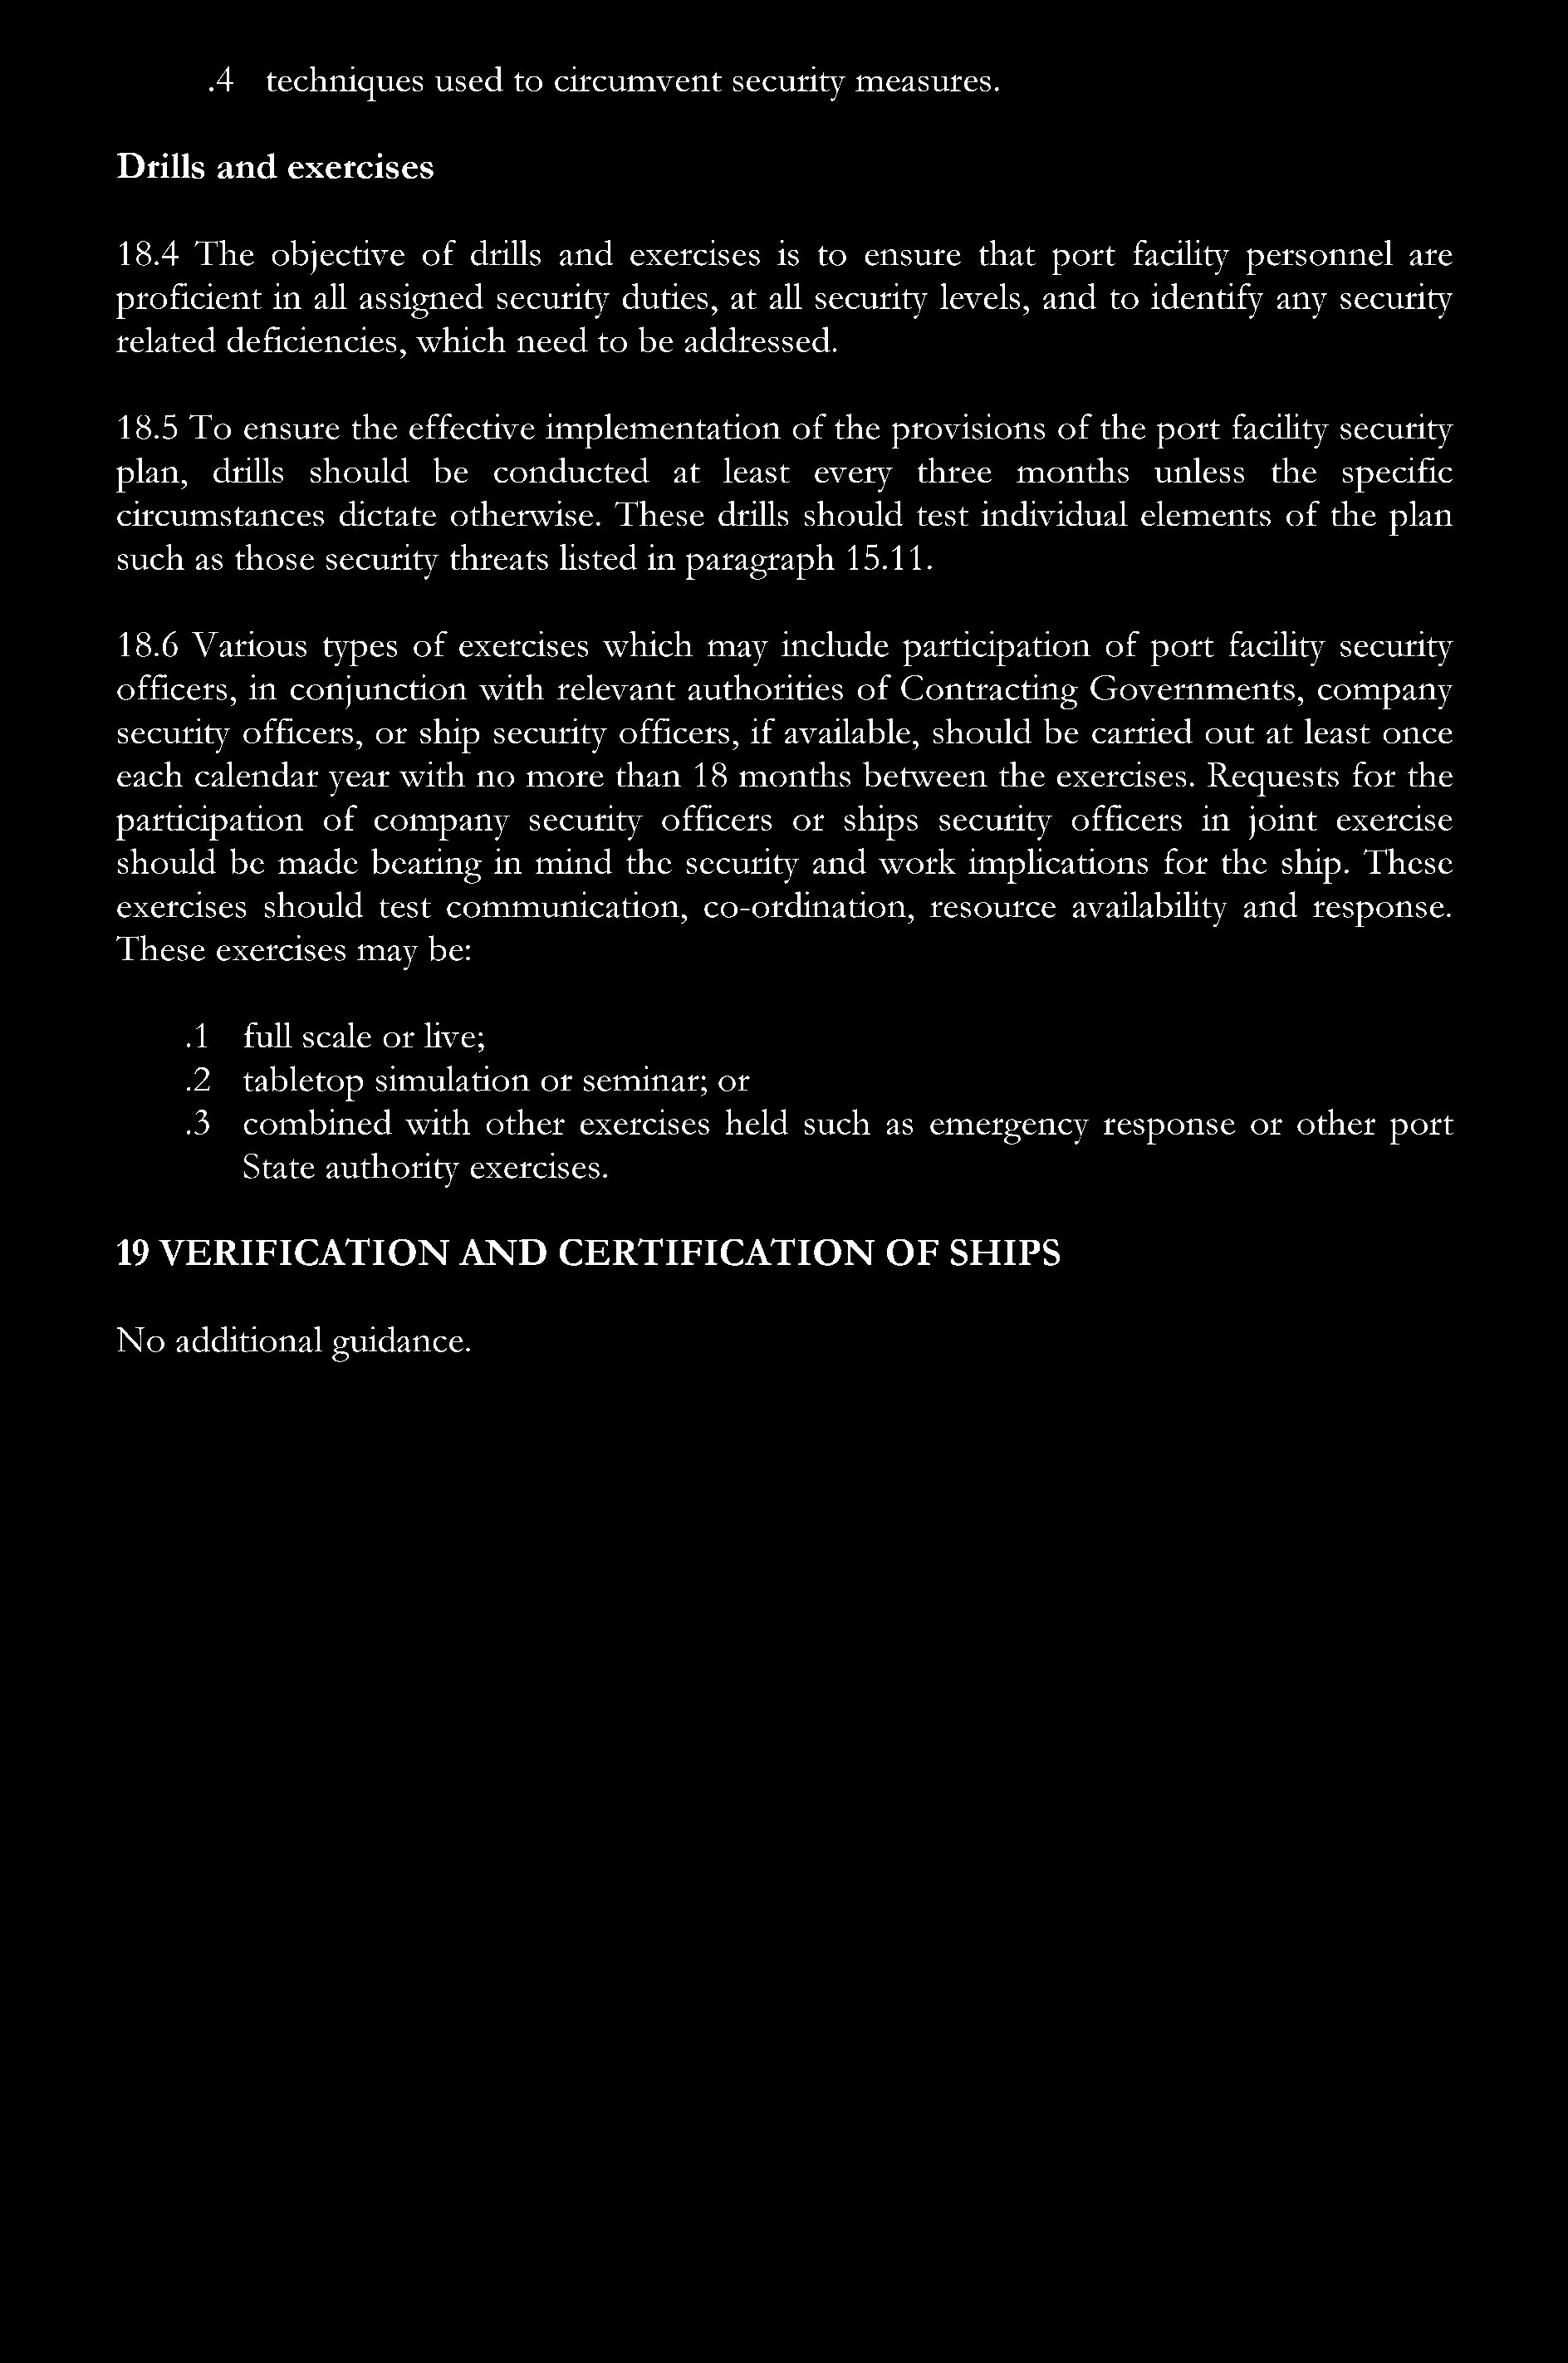 .4 techniques used to circumvent security measures.
Drills and exercises
18.4 The objective of drills and exercises is to ensure that port facility personnel are
proficient in all assigned security duties, at all security levels, and to identify any security
related deficiencies, which need to be addressed.
18.5 To ensure the effective implementation of the provisions of the port facility security
plan, drills should be conducted at least every three months unless the specific
circumstances dictate otherwise. These drills should test individual elements of the plan
such as those security threats listed in paragraph 15.11.
18.6 Various types of exercises which may include participation of port facility security
officers, in conjunction with relevant authorities of Contracting Governments, company
security officers, or ship security officers, if available, should be carried out at least once
each calendar year with no more than 18 months between the exercises. Requests for the
participation of company security officers or ships security officers in joint exercise
should be made bearing in mind the security and work implications for the ship. These
exercises should test communication, co-ordination, resource availability and response.
These exercises may be:
.1 full scale or live;
.2 tabletop simulation or seminar; or
.3 combined with other exercises held such as emergency response or other port
State authority exercises.
19 VERIFICATION AND CERTIFICATION OF SHIPS
No additional guidance.